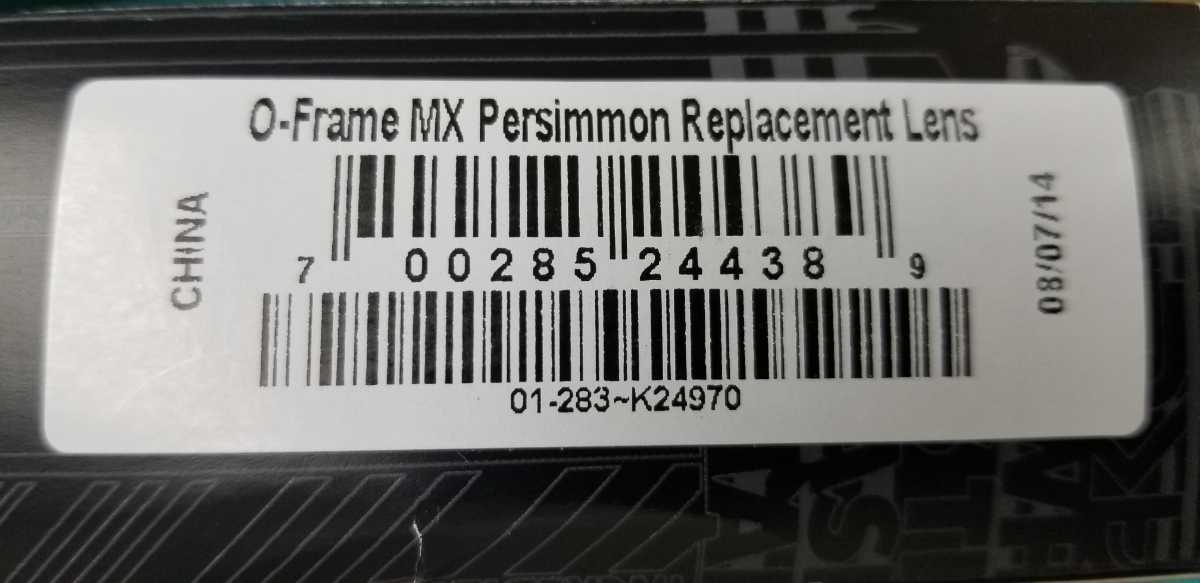 O-Frame MX Persimmon Replacement Lens
CHINA
7 00285 24438 9
01-283~K24970
08/07/14